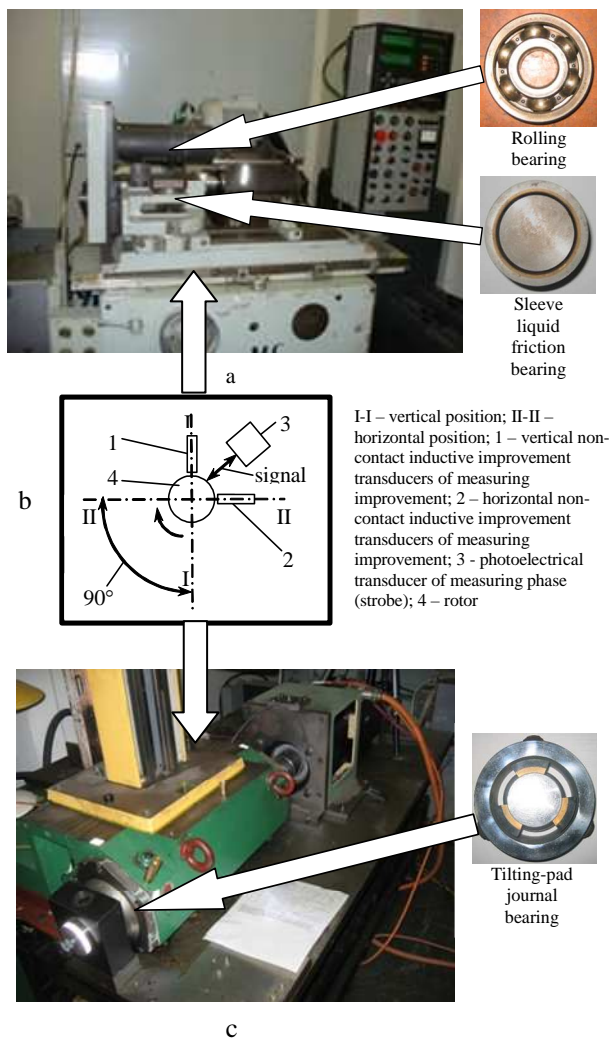 Rolling
bearing
Sleeve
liquid
friction
bearing
a
I
1
3
4
signal
b
II
II
I
2
90°
I-I – vertical position; II-II –
horizontal position; 1 – vertical non-
contact inductive improvement
transducers of measuring
improvement; 2 – horizontal non-
contact inductive improvement
transducers of measuring
improvement; 3 - photoelectrical
transducer of measuring phase
(strobe); 4 – rotor
Tilting-pad
journal
bearing
c